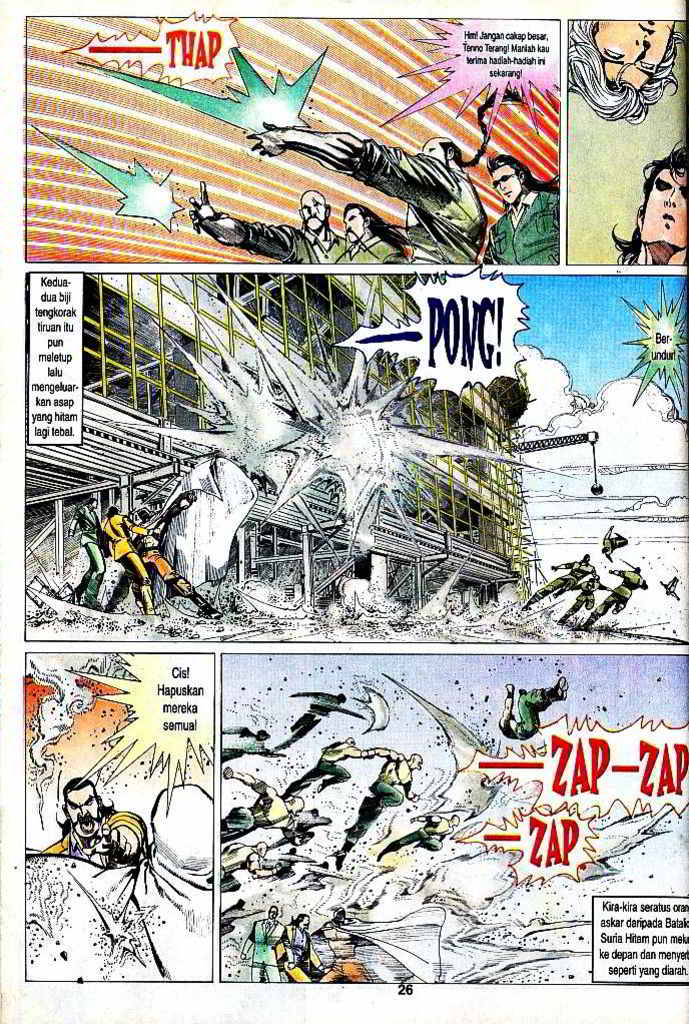 — THAP
Hm! Jangan cakap besar,
Tenno Terang! Mariah kau
terima hadiah-hadiah ini
sekarang!
Kedua-
dua biji
tengkorak
tiruan itu
pun
meletup
lalu
mengeluar-
kan asap
yang hitam
lagi tebal.
— PONG!
Ber-
undur!
Cis!
Hapuskan
mereka
semua!
— ZAP — ZAP
— ZAP
Kira-kira seratus
askar daripada
Suria Hitam pun
ke depan dan
seperti yang diarah.
26